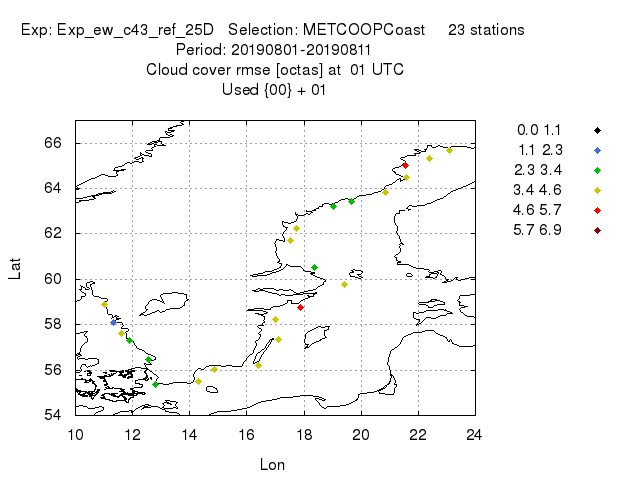 Exp: Exp_ew_c43_ref_25D Selection: METCOOPCoast 23 stations
Period: 20190801-20190811
Cloud cover rmse [octas] at 01 UTC
Used {00} + 01
0.0 1.1
1.1 2.3
2.3 3.4
3.4 4.6
4.6 5.7
5.7 6.9
66
64
62
60
58
56
54
Lat
10 12 14 16 18 20 22 24
Lon